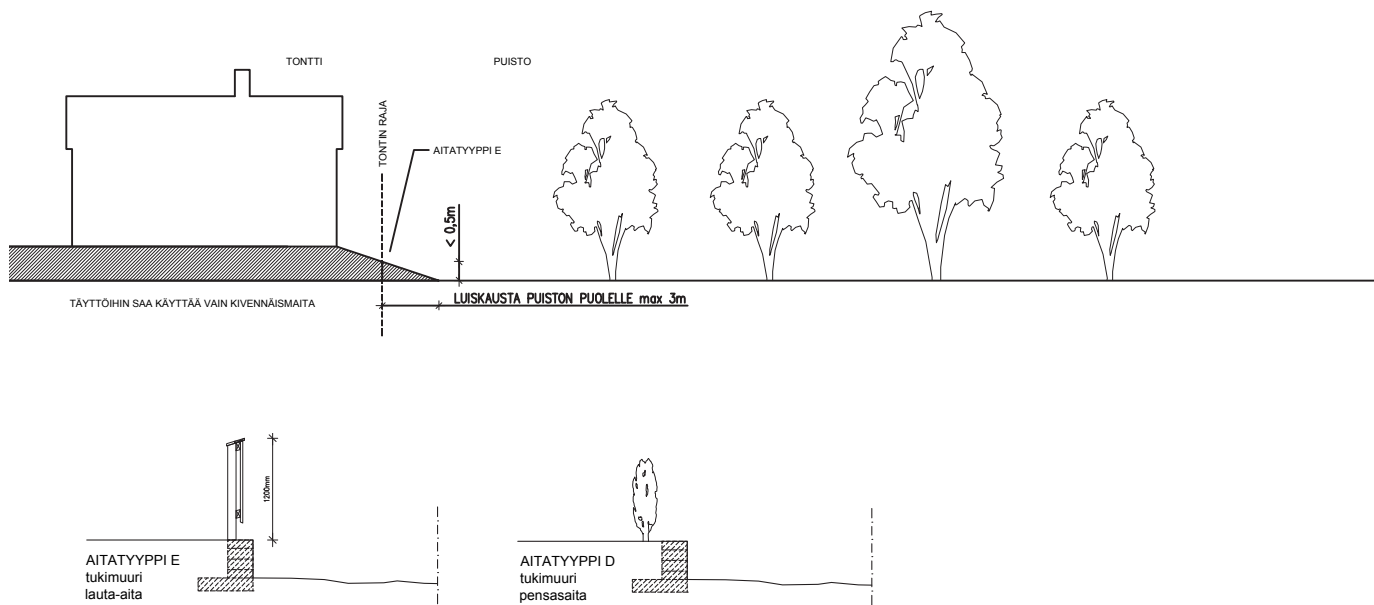 TONTTI
PUISTO
TONTIN RAJA
AITATYYPPI E
< 0,5m
TÄYTTÖIHIN SAA KÄYTTÄÄ VAIN KIVENNÄISMAITA
LUISKAUSTA PUISTON PUOLELLE max 3m
1200mm
AITATYYPPI E
tukimuuri
lauta-aita
AITATYYPPI D
tukimuuri
pensasaita